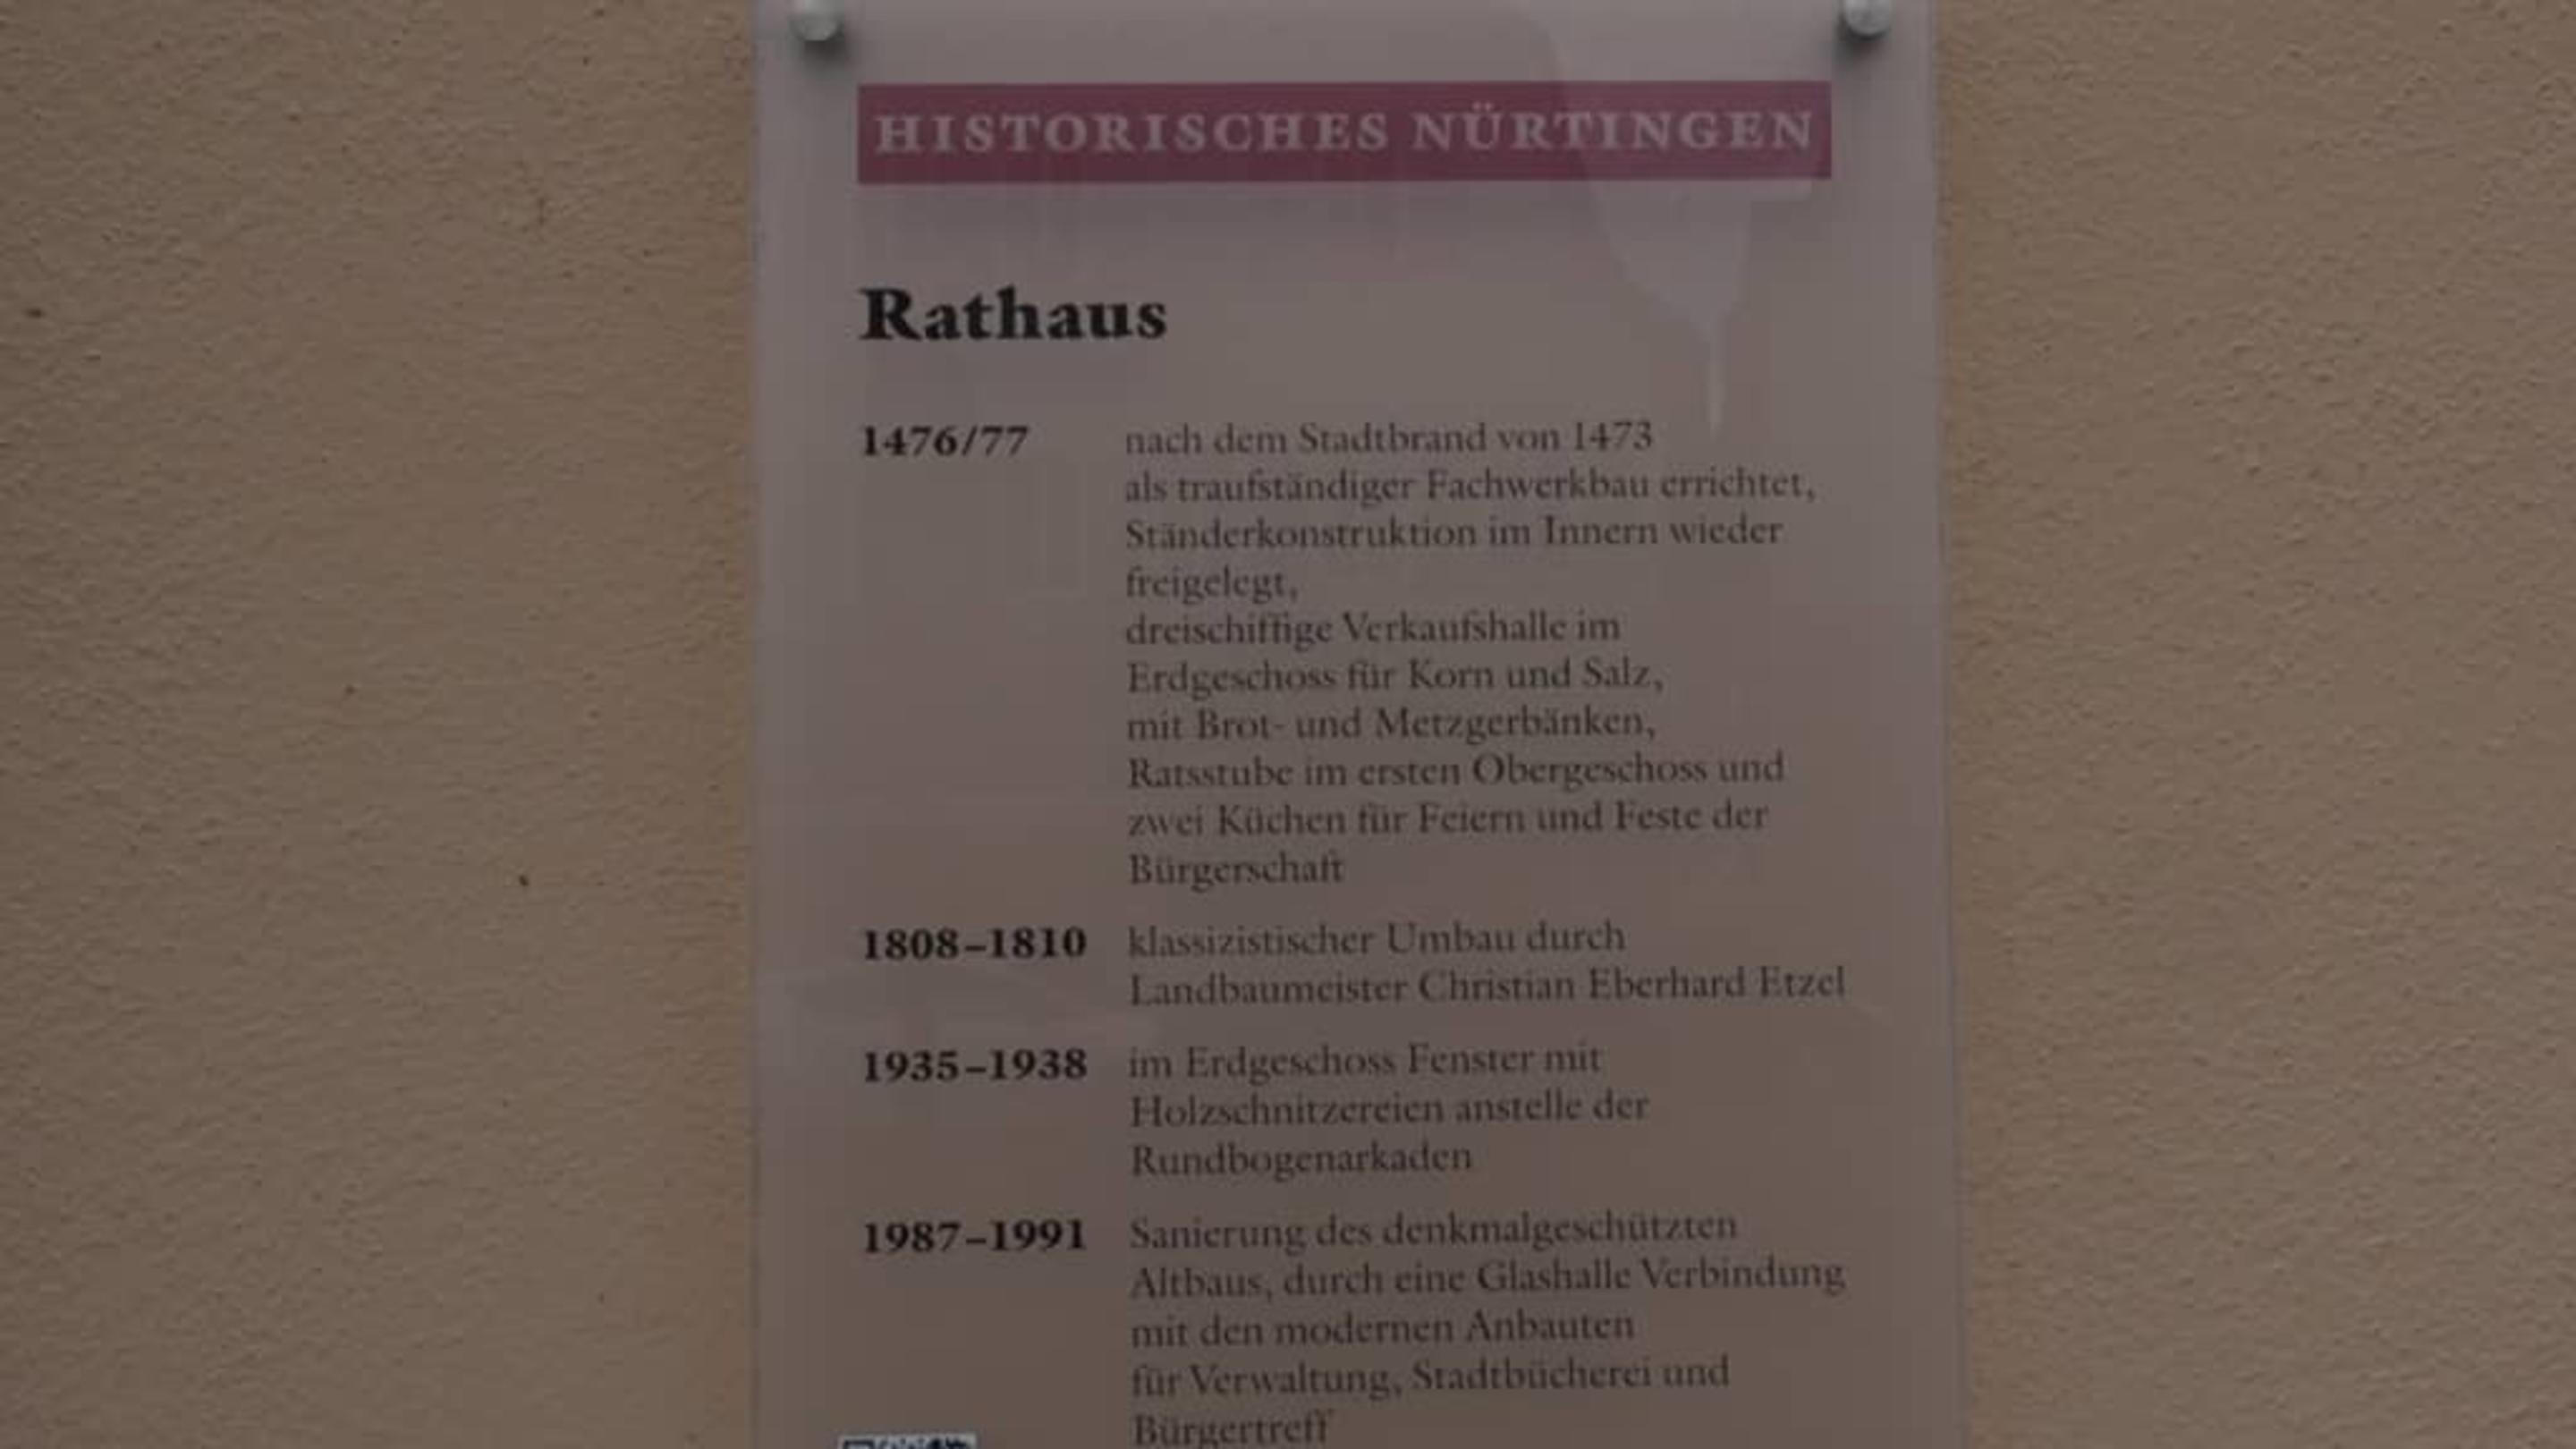 HISTORISCHES NÜRTINGEN
Rathaus
1476/77 nach dem Stadtbrand von 1473
als traufständiger Fachwerkbau errichtet,
Ständerkonstruktion im Innern wieder
freigelegt,
dreischiffige Verkaufshalle im
Erdgeschoss für Korn und Salz,
mit Brot- und Metzgerbänken,
Ratsstube im ersten Obergeschoss und
zwei Küchen für Feiern und Feste der
Bürgerschaft
1808–1810 klassizistischer Umbau durch
Landbaumeister Christian Eberhard Etzel
1935–1938 im Erdgeschoss Fenster mit
Holzschnitzereien anstelle der
Rundbogenarkaden
1987–1991 Sanierung des denkmalgeschützten
Altbaus, durch eine Glashalle Verbindung
mit den modernen Anbauten
für Verwaltung, Stadtbücherei und
Bürgertreff